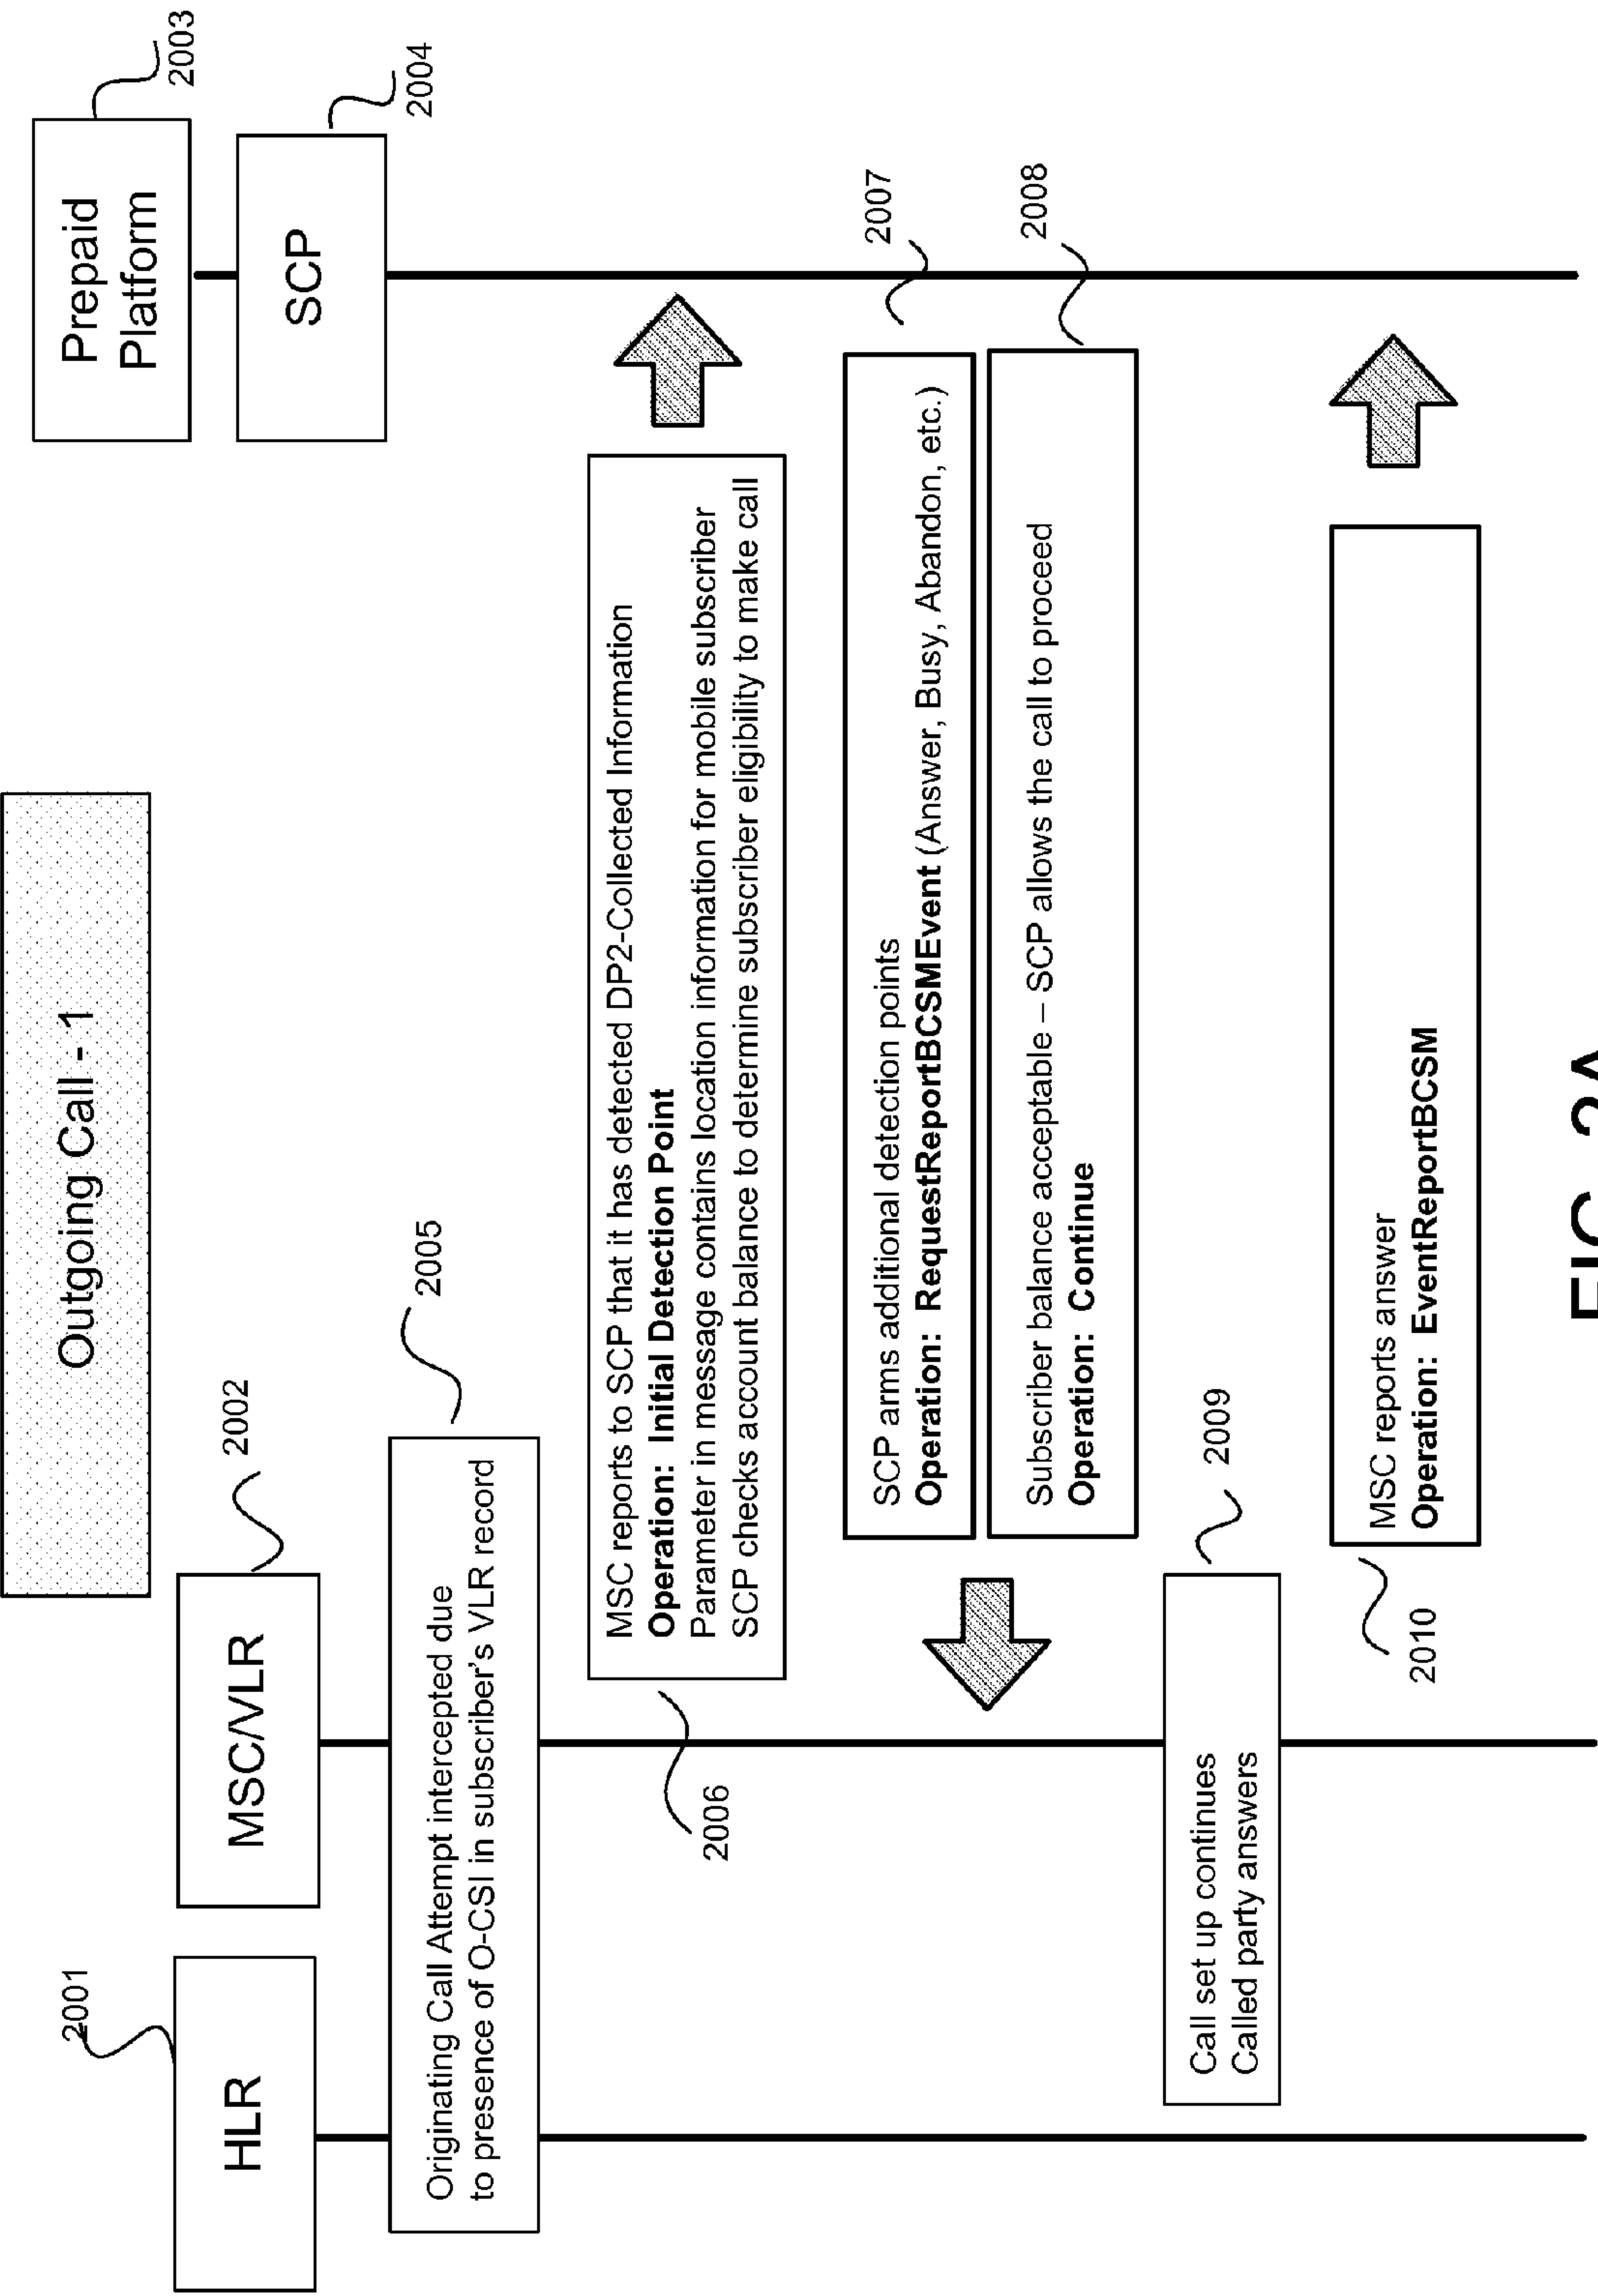 Outgoing Call - 1
2001
HLR
2002
MSC/VLR
2003
Prepaid
Platform
2004
SCP
2005
Originating Call Attempt intercepted due
to presence of O-CSI in subscriber's VLR record
2006
MSC reports to SCP that it has detected DP2-Collected Information
Operation: Initial Detection Point
Parameter in message contains location information for mobile subscriber
SCP checks account balance to determine subscriber eligibility to make call
2007
SCP arms additional detection points
Operation: RequestReportBCSMEvent (Answer, Busy, Abandon, etc.)
2008
Subscriber balance acceptable – SCP allows the call to proceed
Operation: Continue
2009
Call set up continues
Called party answers
2010
MSC reports answer
Operation: EventReportBCSM